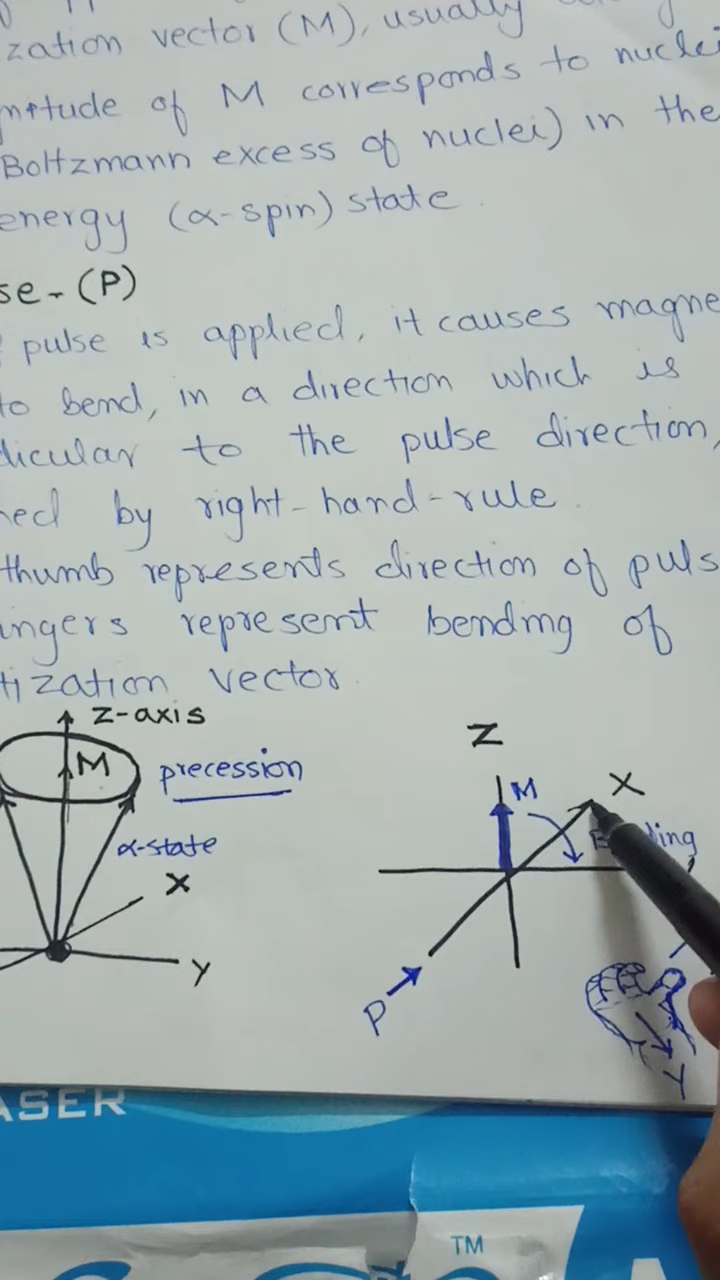 zation vector (M), usually
nitude of M corresponds to nuclei
Boltzmann excess of nuclei) in the
energy (α-spin) state.
se - (P)
pulse is applied, it causes magne
to bend, in a direction which is
dicular to the pulse direction,
ned by right-hand-rule.
thumb represents direction of puls
ingers represent bending of
tization vector.
Z-axis
M
precession
α-state
X
Y
Z
M
X
ding
P
Y
ASER
TM